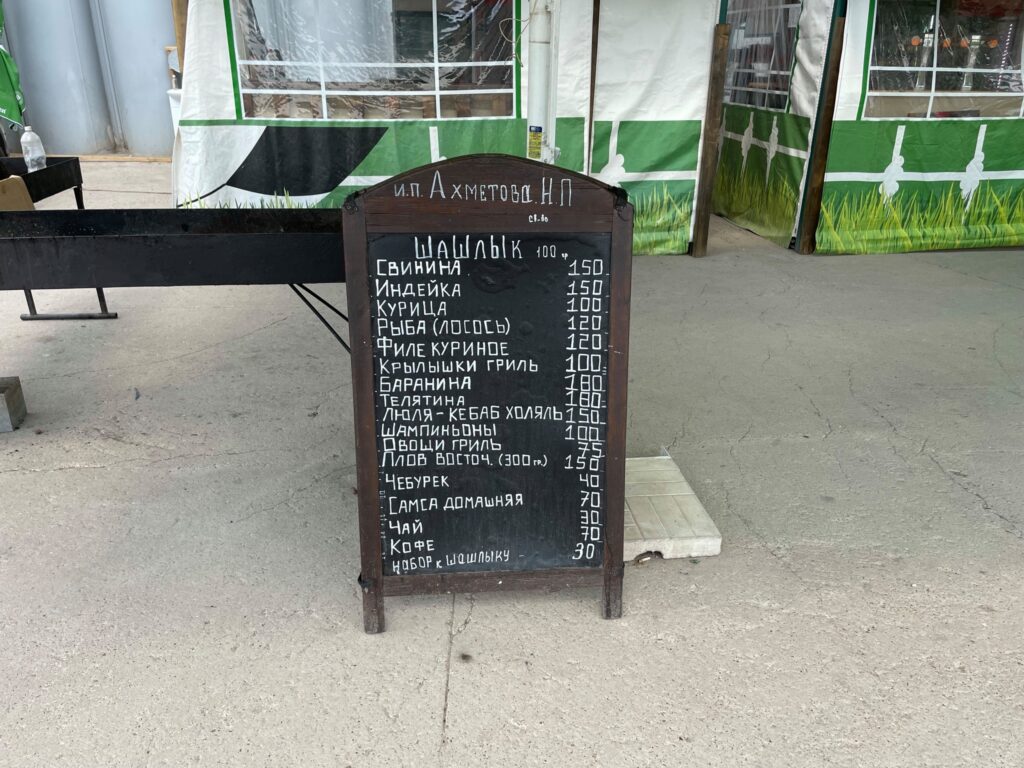 и.п. Ахметова. Н.П
ШАШЛЫК 100 гр
СВИНИНА 150
ИНДЕЙКА 150
КУРИЦА 100
РЫБА (ЛОСОСЬ) 120
ФИЛЕ КУРИНОЕ 120
КРЫЛЫШКИ ГРИЛЬ 100
БАРАНИНА 180
ТЕЛЯТИНА 180
ЛЮЛЯ-КЕБАБ ХОЛЯЛЬ 150
ШАМПИНЬОНЫ 100
ОВОЩИ ГРИЛЬ 75
ПЛОВ ВОСТОЧ. (300 гр.) 150
ЧЕБУРЕК 40
САМСА ДОМАШНЯЯ 70
ЧАЙ 30
КОФЕ 70
НАБОР К ШАШЛЫКУ - 30